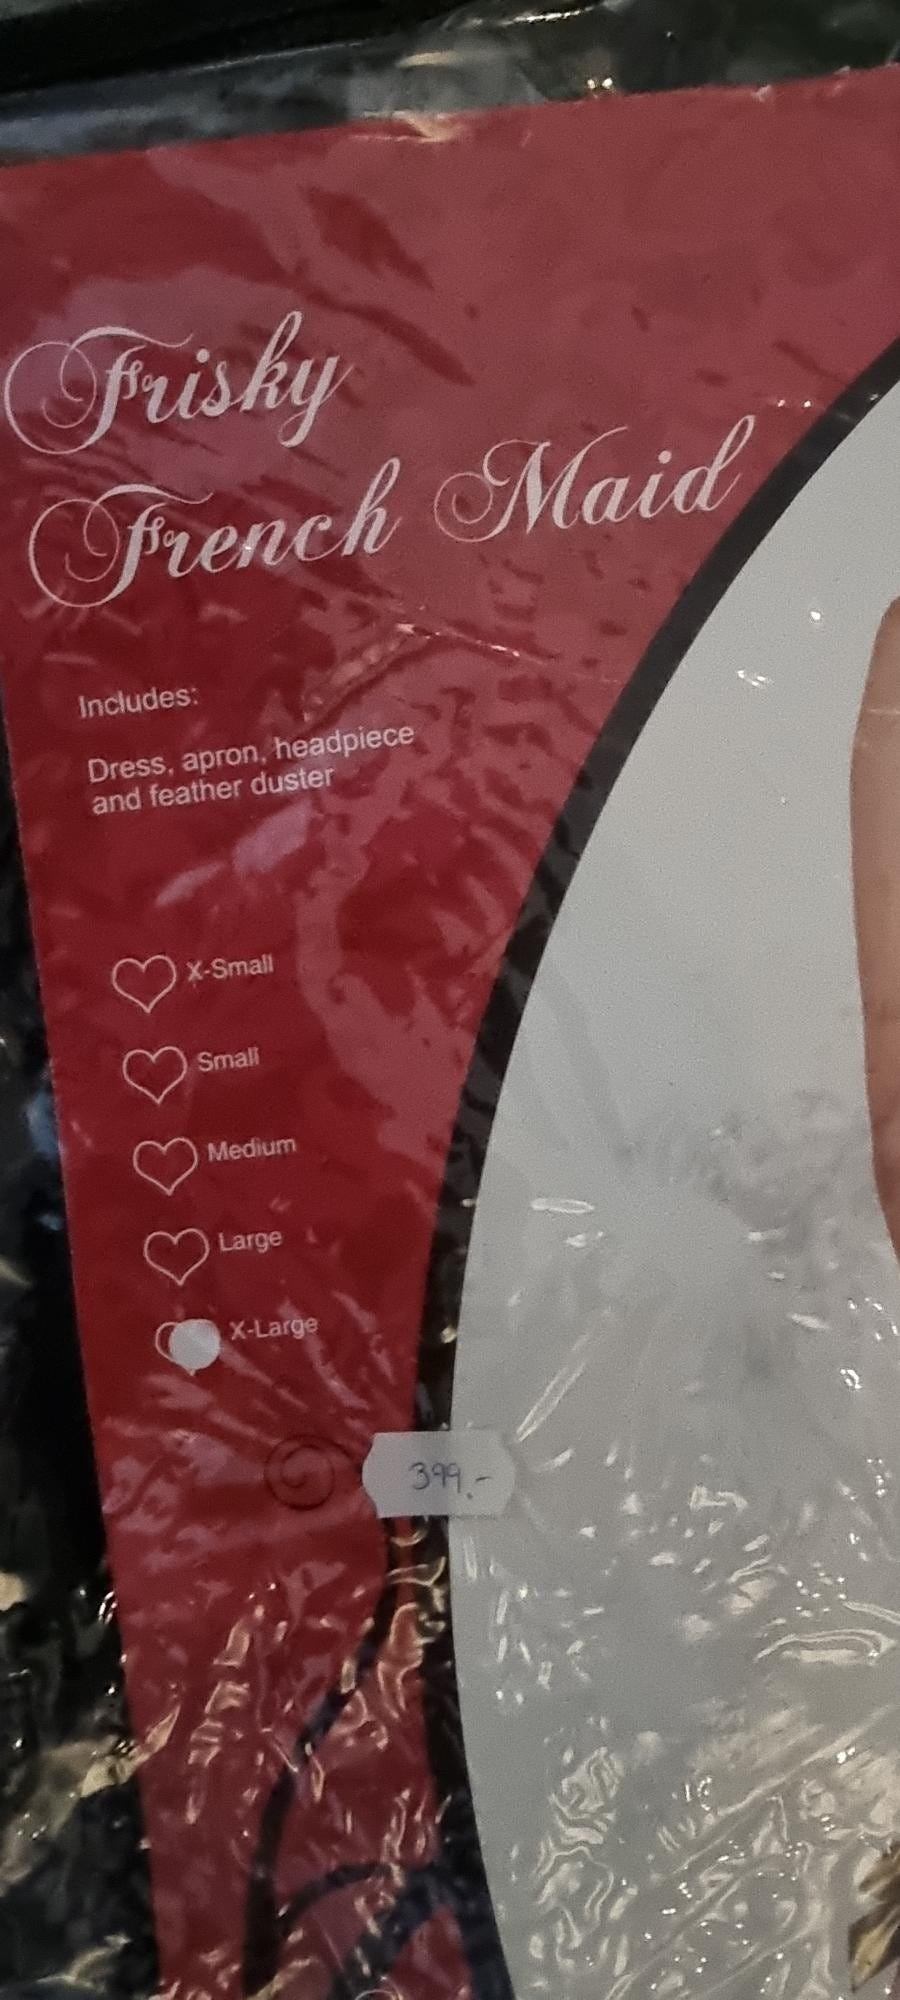 Frisky
French Maid
Includes:
Dress, apron, headpiece
and feather duster
X-Small
Small
Medium
Large
X-Large
399.-